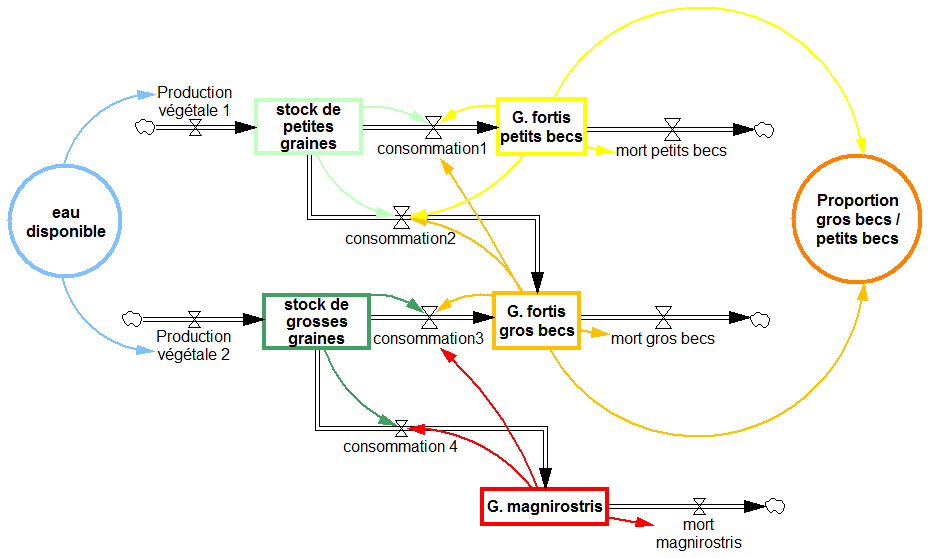 Production
végétale 1
stock de
petites
graines
consommation1
G. fortis
petits becs
mort petits becs
eau
disponible
consommation2
Proportion
gros becs /
petits becs
Production
végétale 2
stock de
grosses
graines
consommation3
G. fortis
gros becs
mort gros becs
consommation 4
G. magnirostris
mort
magnirostris